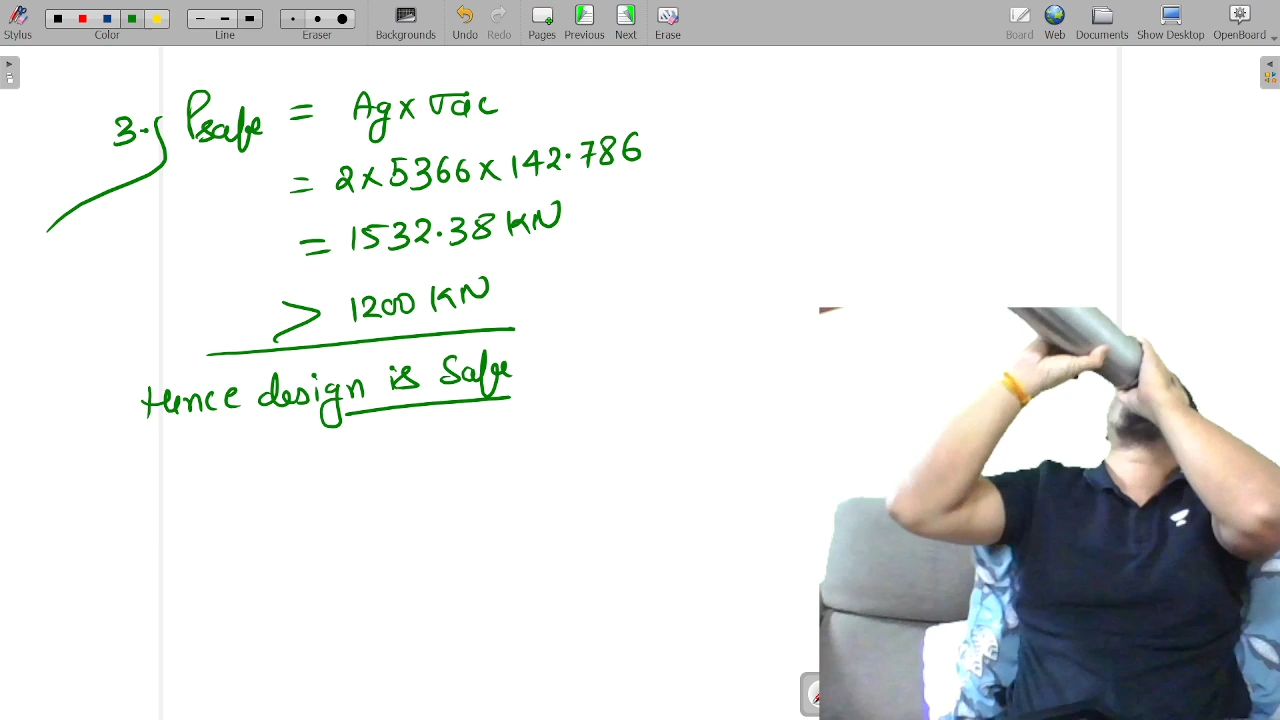 Stylus Color Line Eraser Backgrounds Undo Redo Pages Previous Next Erase Board Web Documents Show Desktop OpenBoard
3. Psafe = Ag x σac
= 2 x 5366 x 142.786
= 1532.38 KN
> 1200 KN
Hence design is safe